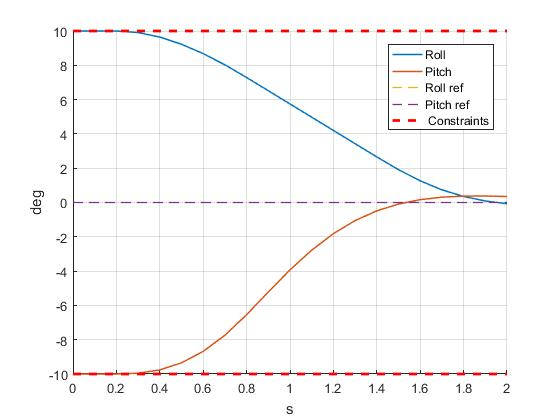 10
8
6
4
2
0
-2
-4
-6
-8
-10
deg
Roll
Pitch
Roll ref
Pitch ref
Constraints
0 0.2 0.4 0.6 0.8 1 1.2 1.4 1.6 1.8 2
s